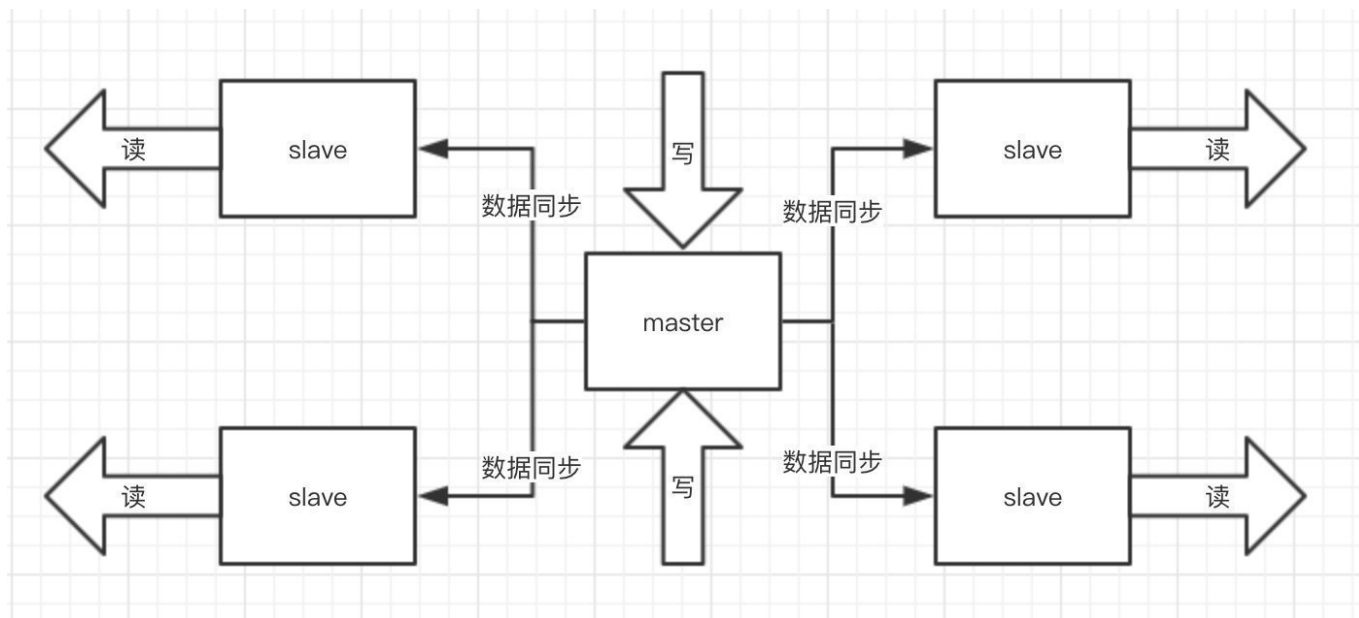 读
slave
写
slave
读
数据同步
数据同步
master
读
slave
数据同步
写
数据同步
slave
读